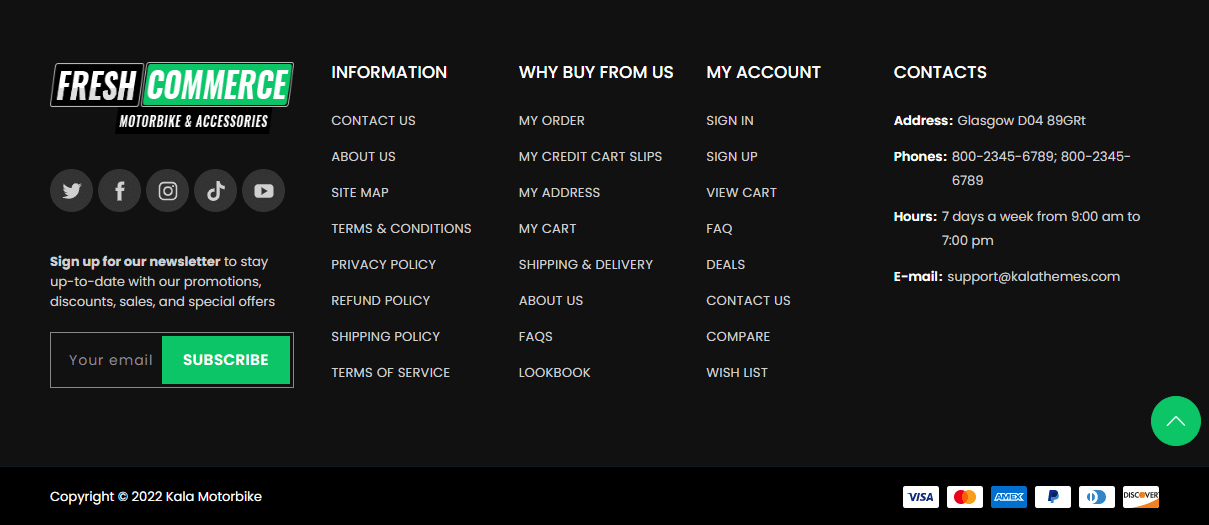 FRESH COMMERCE
MOTORBIKE & ACCESSORIES
Sign up for our newsletter to stay
up-to-date with our promotions,
discounts, sales, and special offers
Your email SUBSCRIBE
INFORMATION
CONTACT US
ABOUT US
SITE MAP
TERMS & CONDITIONS
PRIVACY POLICY
REFUND POLICY
SHIPPING POLICY
TERMS OF SERVICE
WHY BUY FROM US
MY ORDER
MY CREDIT CART SLIPS
MY ADDRESS
MY CART
SHIPPING & DELIVERY
ABOUT US
FAQS
LOOKBOOK
MY ACCOUNT
SIGN IN
SIGN UP
VIEW CART
FAQ
DEALS
CONTACT US
COMPARE
WISH LIST
CONTACTS
Address: Glasgow D04 89GRt
Phones: 800-2345-6789; 800-2345-
6789
Hours: 7 days a week from 9:00 am to
7:00 pm
E-mail: support@kalathemes.com
Copyright © 2022 Kala Motorbike
VISA AMEX DISCOVER